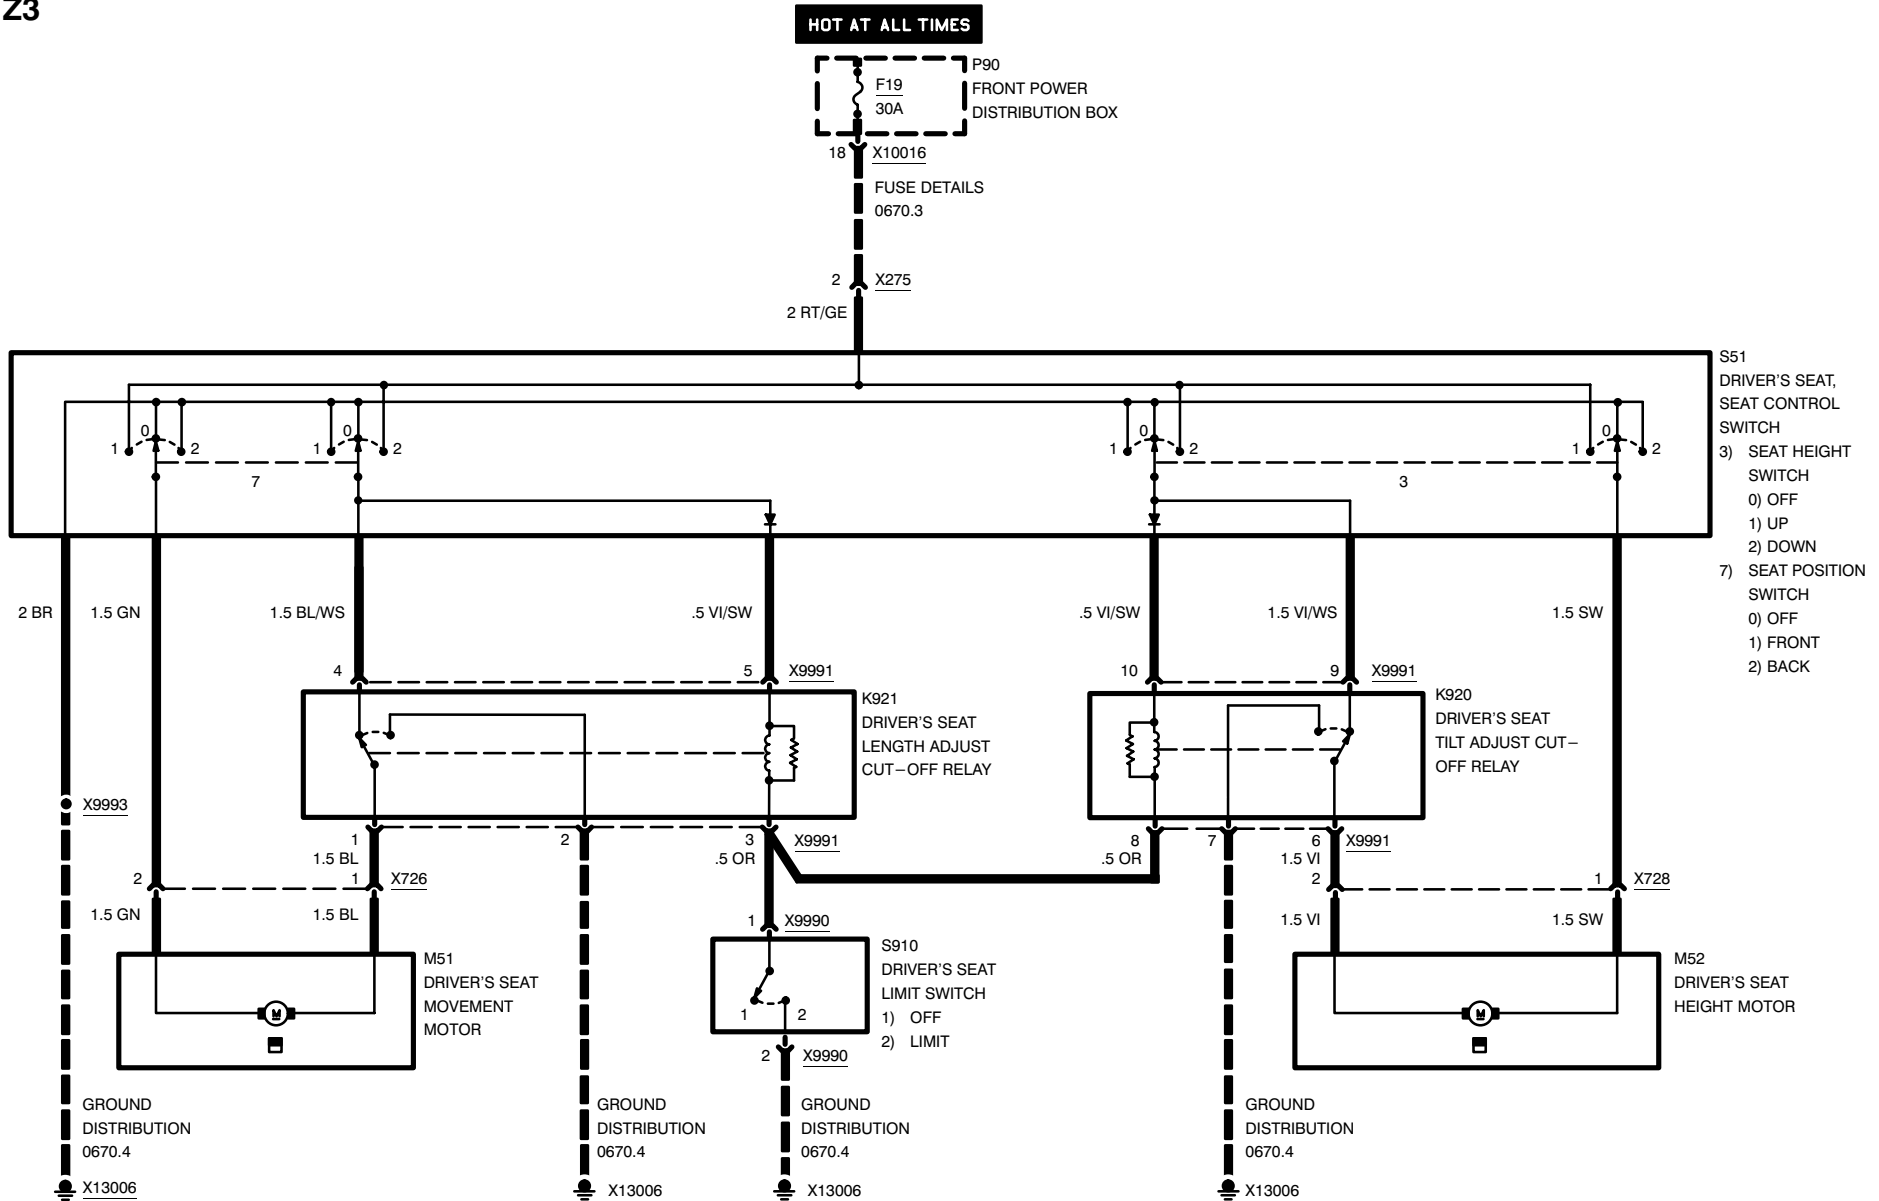 Z3
HOT AT ALL TIMES
P90
FRONT POWER
DISTRIBUTION BOX
F19
30A
18 X10016
FUSE DETAILS
0670.3
2 X275
2 RT/GE
S51
DRIVER'S SEAT,
SEAT CONTROL
SWITCH
3) SEAT HEIGHT
SWITCH
0) OFF
1) UP
2) DOWN
7) SEAT POSITION
SWITCH
0) OFF
1) FRONT
2) BACK
1 0 2
1 0 2
7
1 0 2
1 0 2
3
2 BR
1.5 GN
1.5 BL/WS
.5 VI/SW
.5 VI/SW
1.5 VI/WS
1.5 SW
4
5 X9991
10
9 X9991
K921
DRIVER'S SEAT
LENGTH ADJUST
CUT–OFF RELAY
K920
DRIVER'S SEAT
TILT ADJUST CUT–
OFF RELAY
X9993
1
1.5 BL
2
3 X9991
.5 OR
8
.5 OR
7
6 X9991
1.5 VI
2
1 X726
2
1 X728
1.5 GN
1.5 BL
1.5 VI
1.5 SW
1 X9990
S910
DRIVER'S SEAT
LIMIT SWITCH
1) OFF
2) LIMIT
1 2
2 X9990
M51
DRIVER'S SEAT
MOVEMENT
MOTOR
M
M52
DRIVER'S SEAT
HEIGHT MOTOR
M
GROUND
DISTRIBUTION
0670.4
X13006
GROUND
DISTRIBUTION
0670.4
X13006
GROUND
DISTRIBUTION
0670.4
X13006
GROUND
DISTRIBUTION
0670.4
X13006